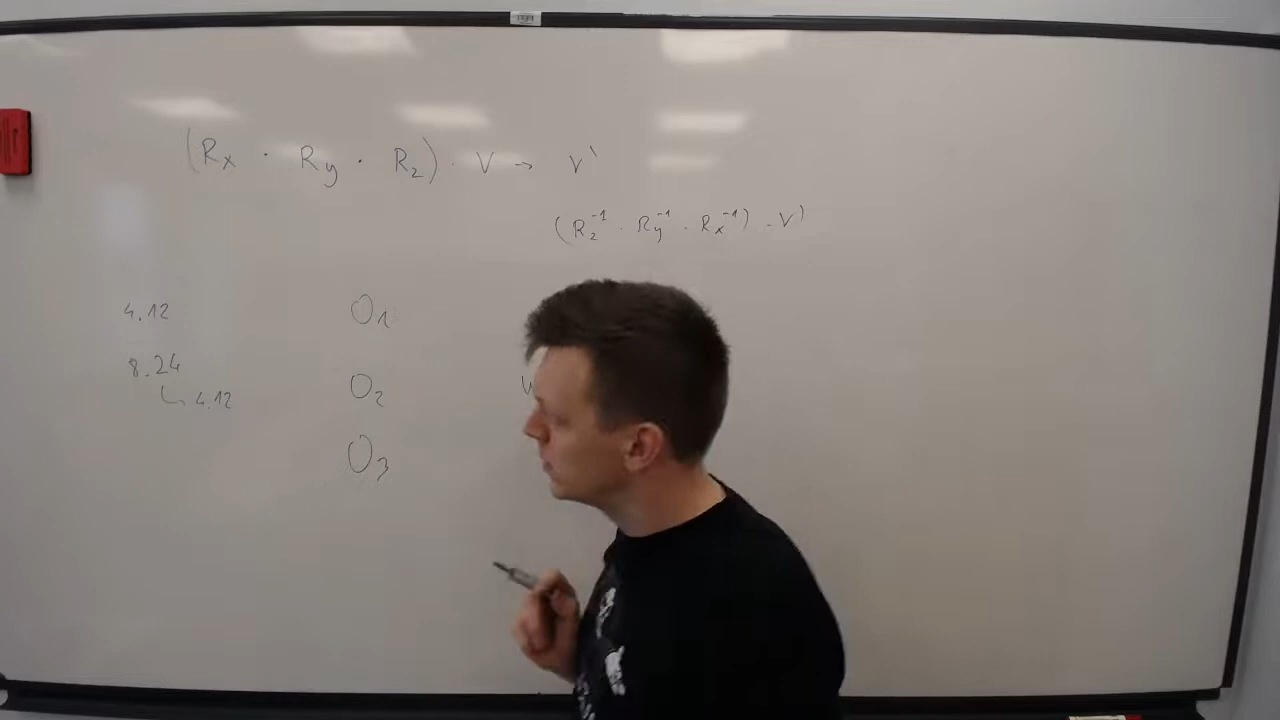 (Rx · Ry · Rz) · V → V'
(Rz⁻¹ · Ry⁻¹ · Rx⁻¹) · V'
4.12 O1
8.24 O2
↳ 4.12
O3